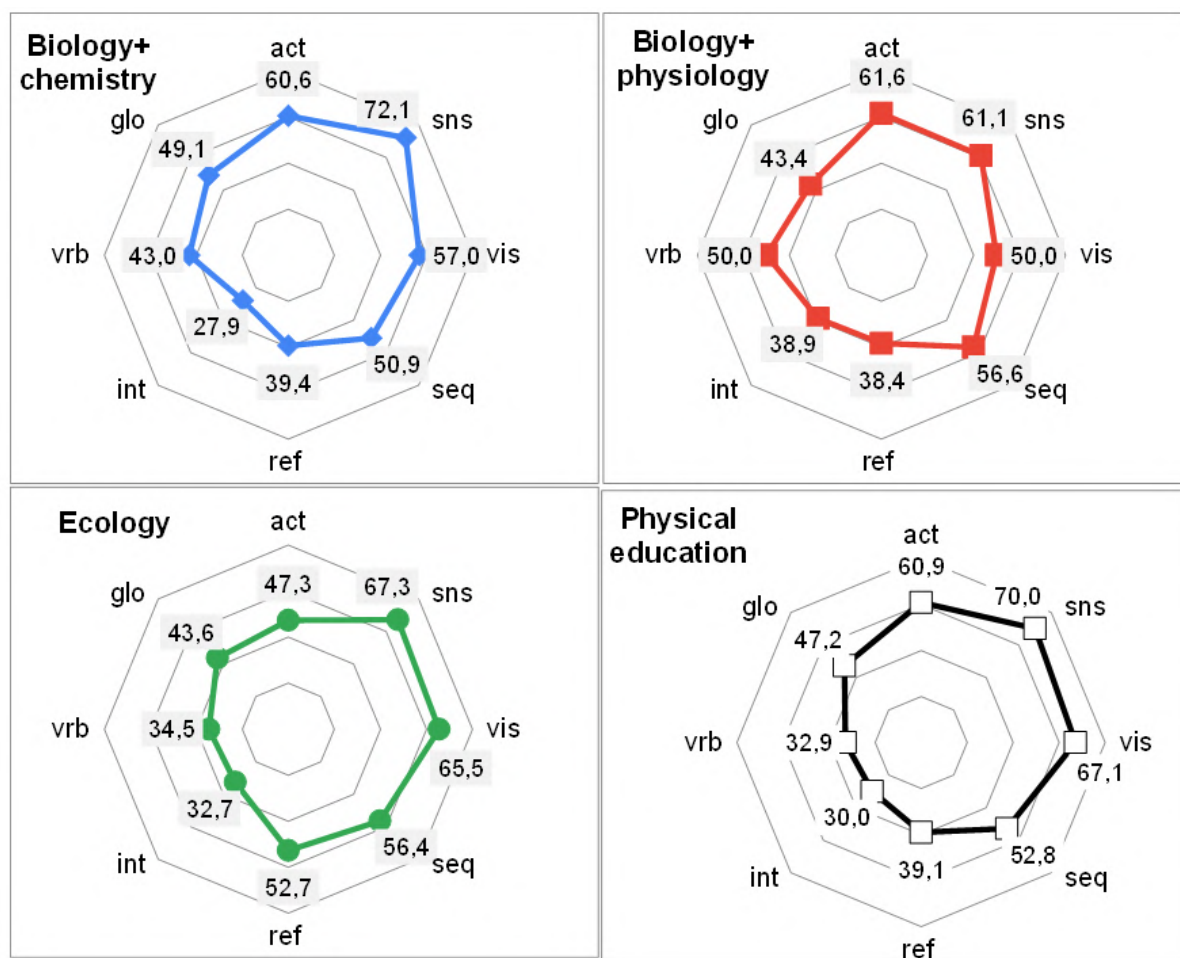 Biology+
chemistry
act
60,6
72,1
sns
glo
49,1
vrb
43,0
57,0
vis
27,9
50,9
int
39,4
seq
ref
Biology+
physiology
act
61,6
61,1
sns
glo
43,4
vrb
50,0
50,0
vis
38,9
56,6
int
38,4
seq
ref
Ecology
act
47,3
67,3
sns
glo
43,6
vrb
34,5
vis
65,5
32,7
56,4
int
52,7
seq
ref
Physical
education
act
60,9
70,0
sns
glo
47,2
vrb
32,9
vis
67,1
30,0
52,8
int
39,1
seq
ref